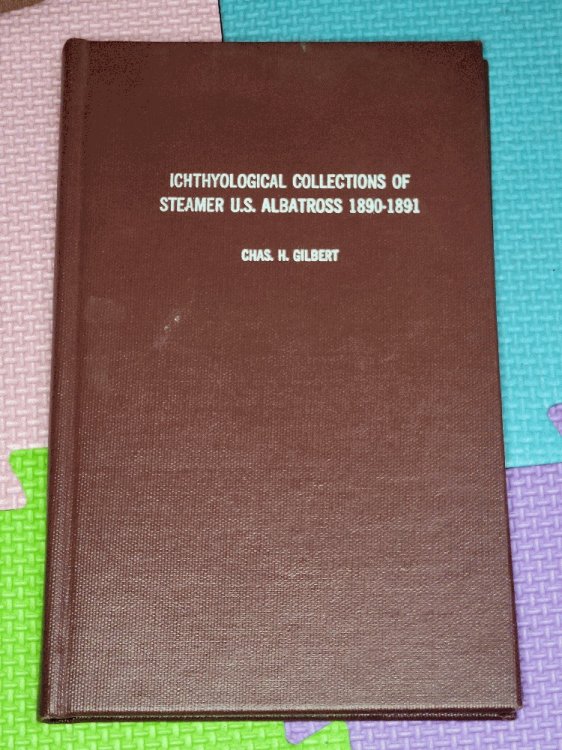 ICHTHYOLOGICAL COLLECTIONS OF
STEAMER U.S. ALBATROSS 1890-1891
CHAS. H. GILBERT